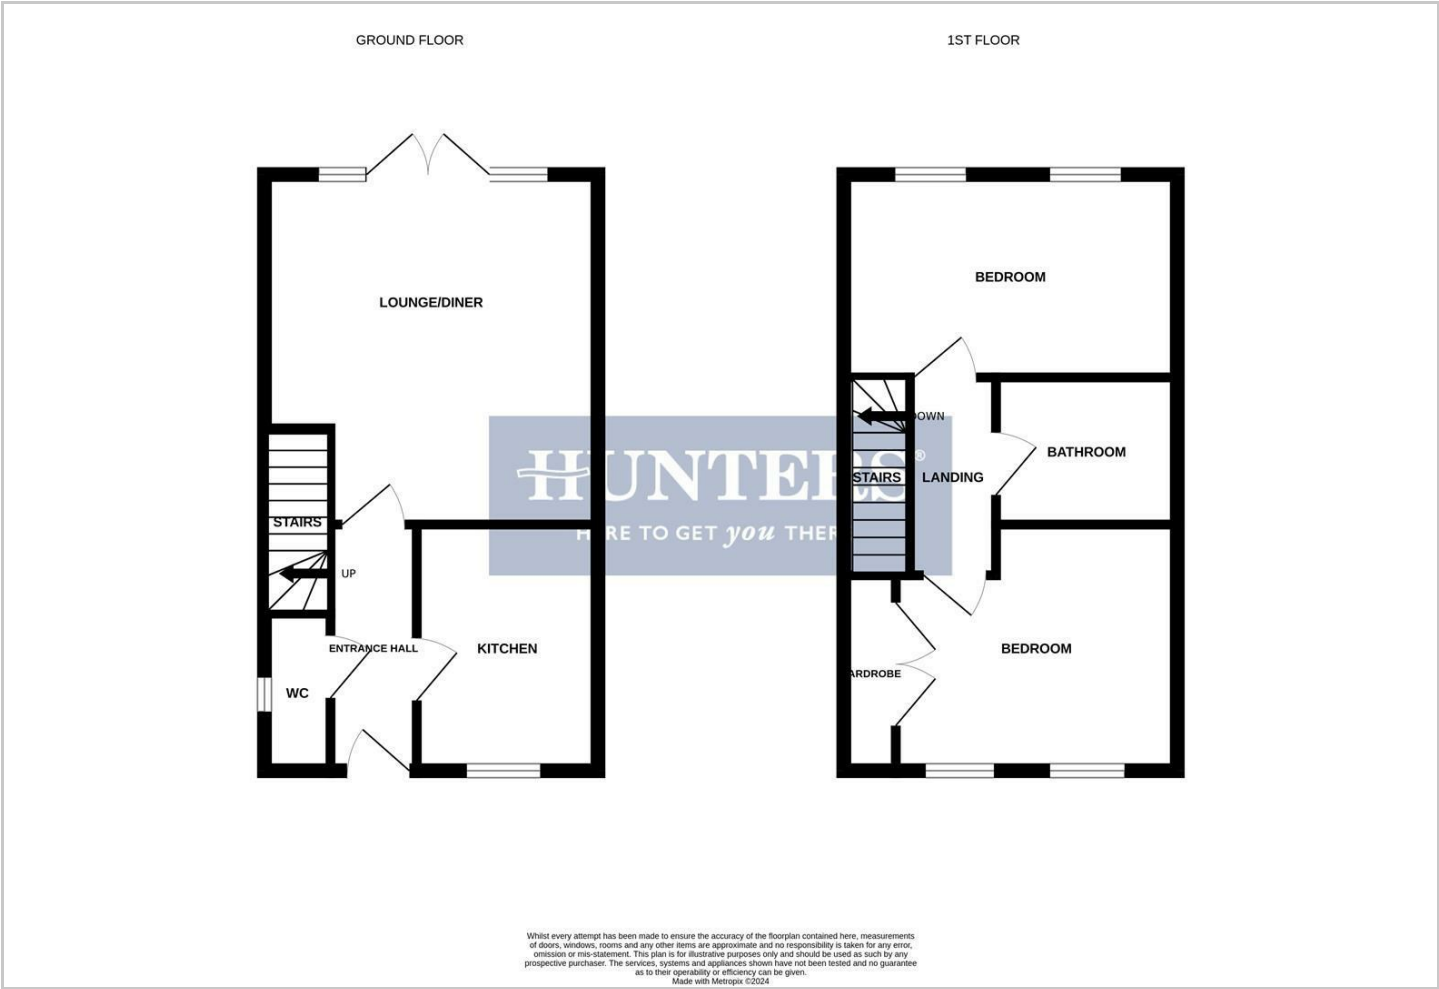 GROUND FLOOR
1ST FLOOR
LOUNGE/DINER
STAIRS
UP
ENTRANCE HALL
KITCHEN
WC
BEDROOM
DOWN
STAIRS
LANDING
BATHROOM
BEDROOM
ARDROBE
HUNTERS®
HERE TO GET you THERE
Whilst every attempt has been made to ensure the accuracy of the floorplan contained here, measurements
of doors, windows, rooms and any other items are approximate and no responsibility is taken for any error,
omission or mis-statement. This plan is for illustrative purposes only and should be used as such by any
prospective purchaser. The services, systems and appliances shown have not been tested and no guarantee
as to their operability or efficiency can be given.
Made with Metropix ©2024